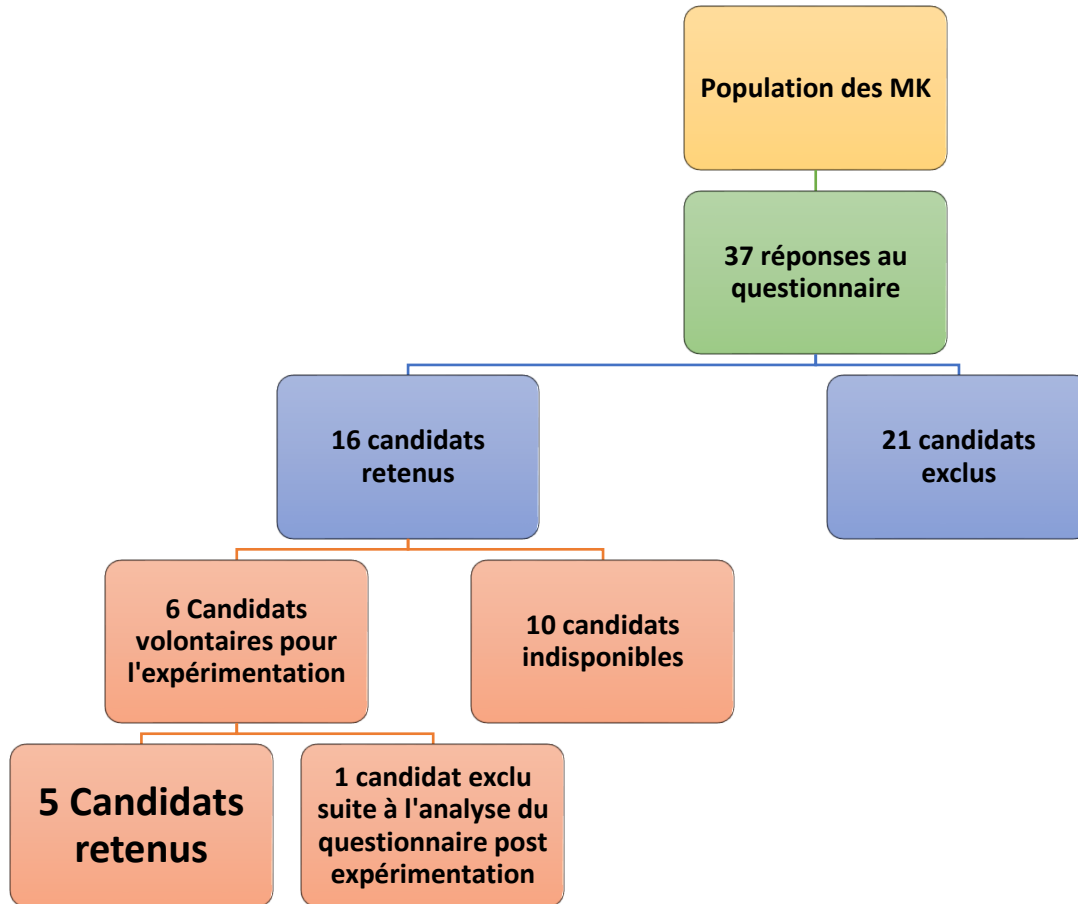 Population des MK
37 réponses au
questionnaire
16 candidats
retenus
21 candidats
exclus
6 Candidats
volontaires pour
l'expérimentation
10 candidats
indisponibles
5 Candidats
retenus
1 candidat exclu
suite à l'analyse du
questionnaire post
expérimentation